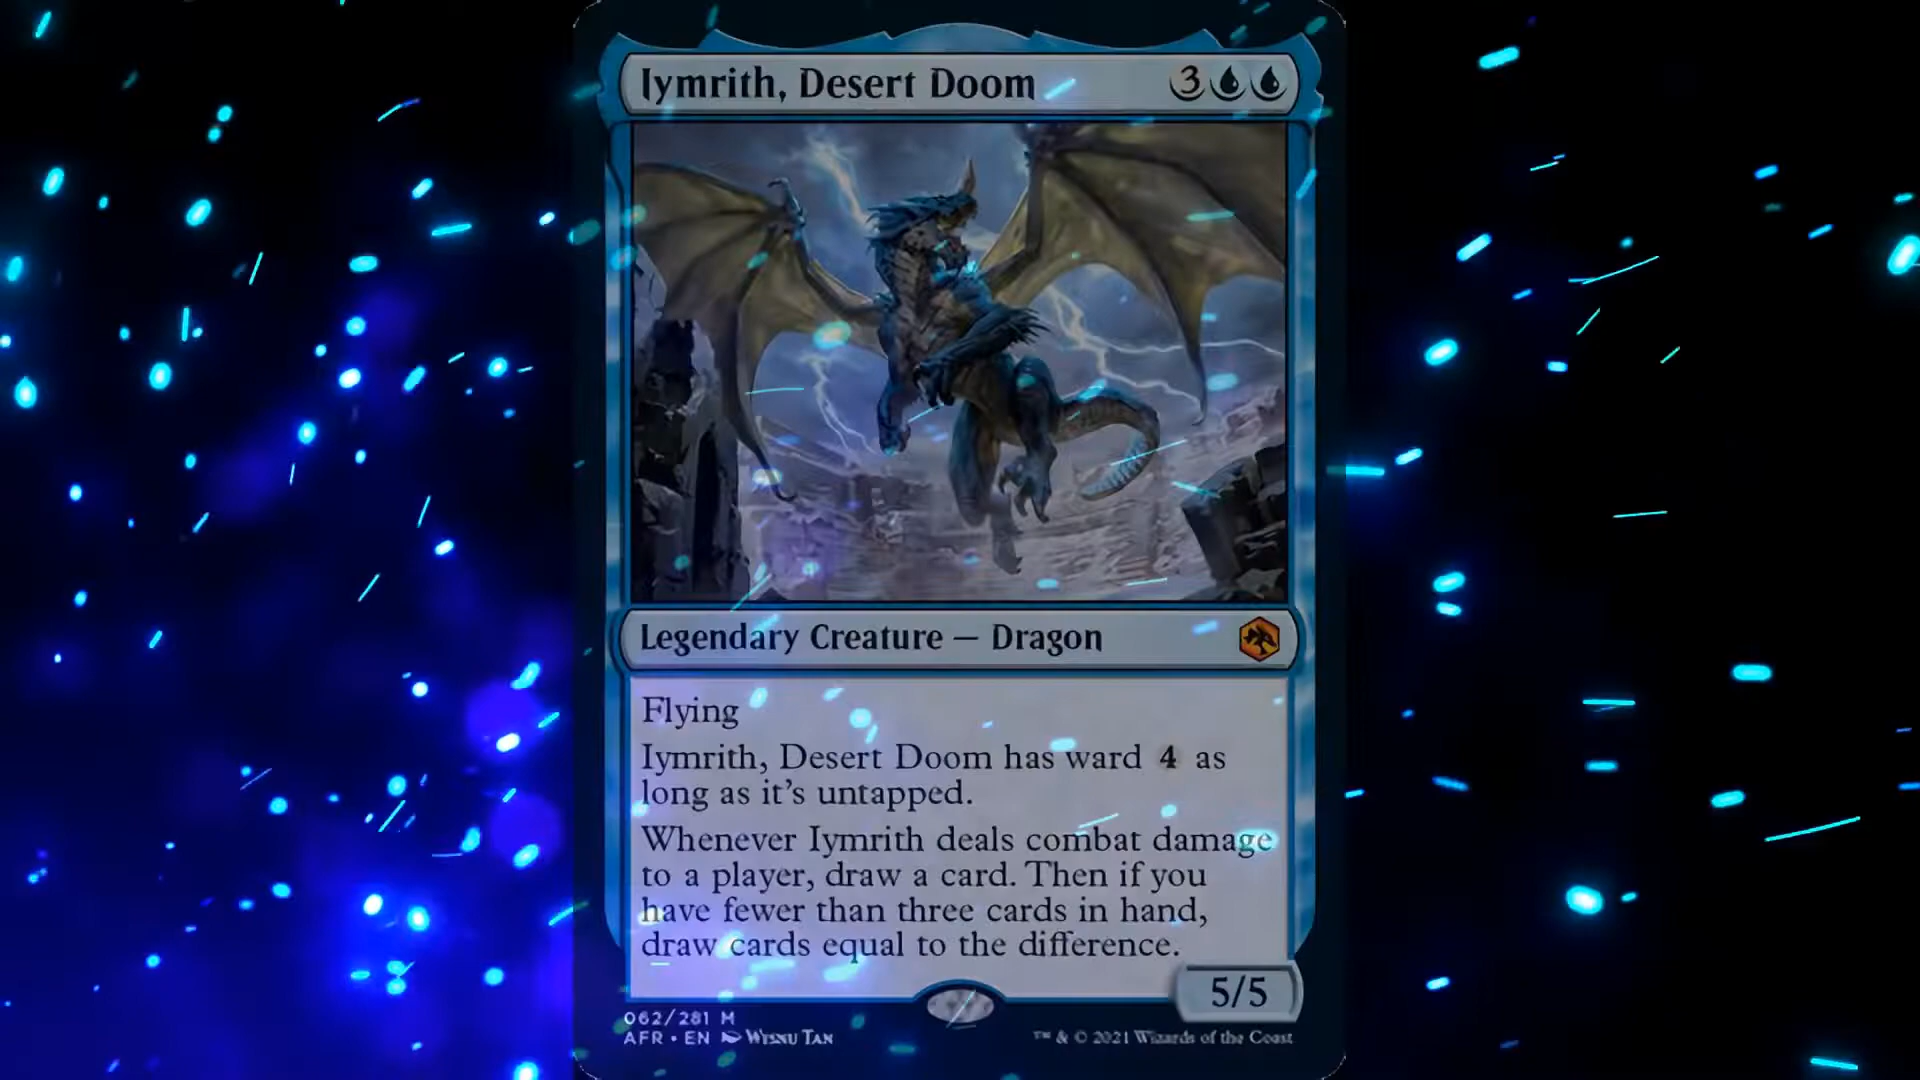 Iymrith, Desert Doom 3
Legendary Creature — Dragon
Flying
Iymrith, Desert Doom has ward 4 as
long as it's untapped.
Whenever Iymrith deals combat damage
to a player, draw a card. Then if you
have fewer than three cards in hand,
draw cards equal to the difference.
5/5
062/281 M
AFR • EN Wisnu Tan
™ & © 2021 Wizards of the Coast